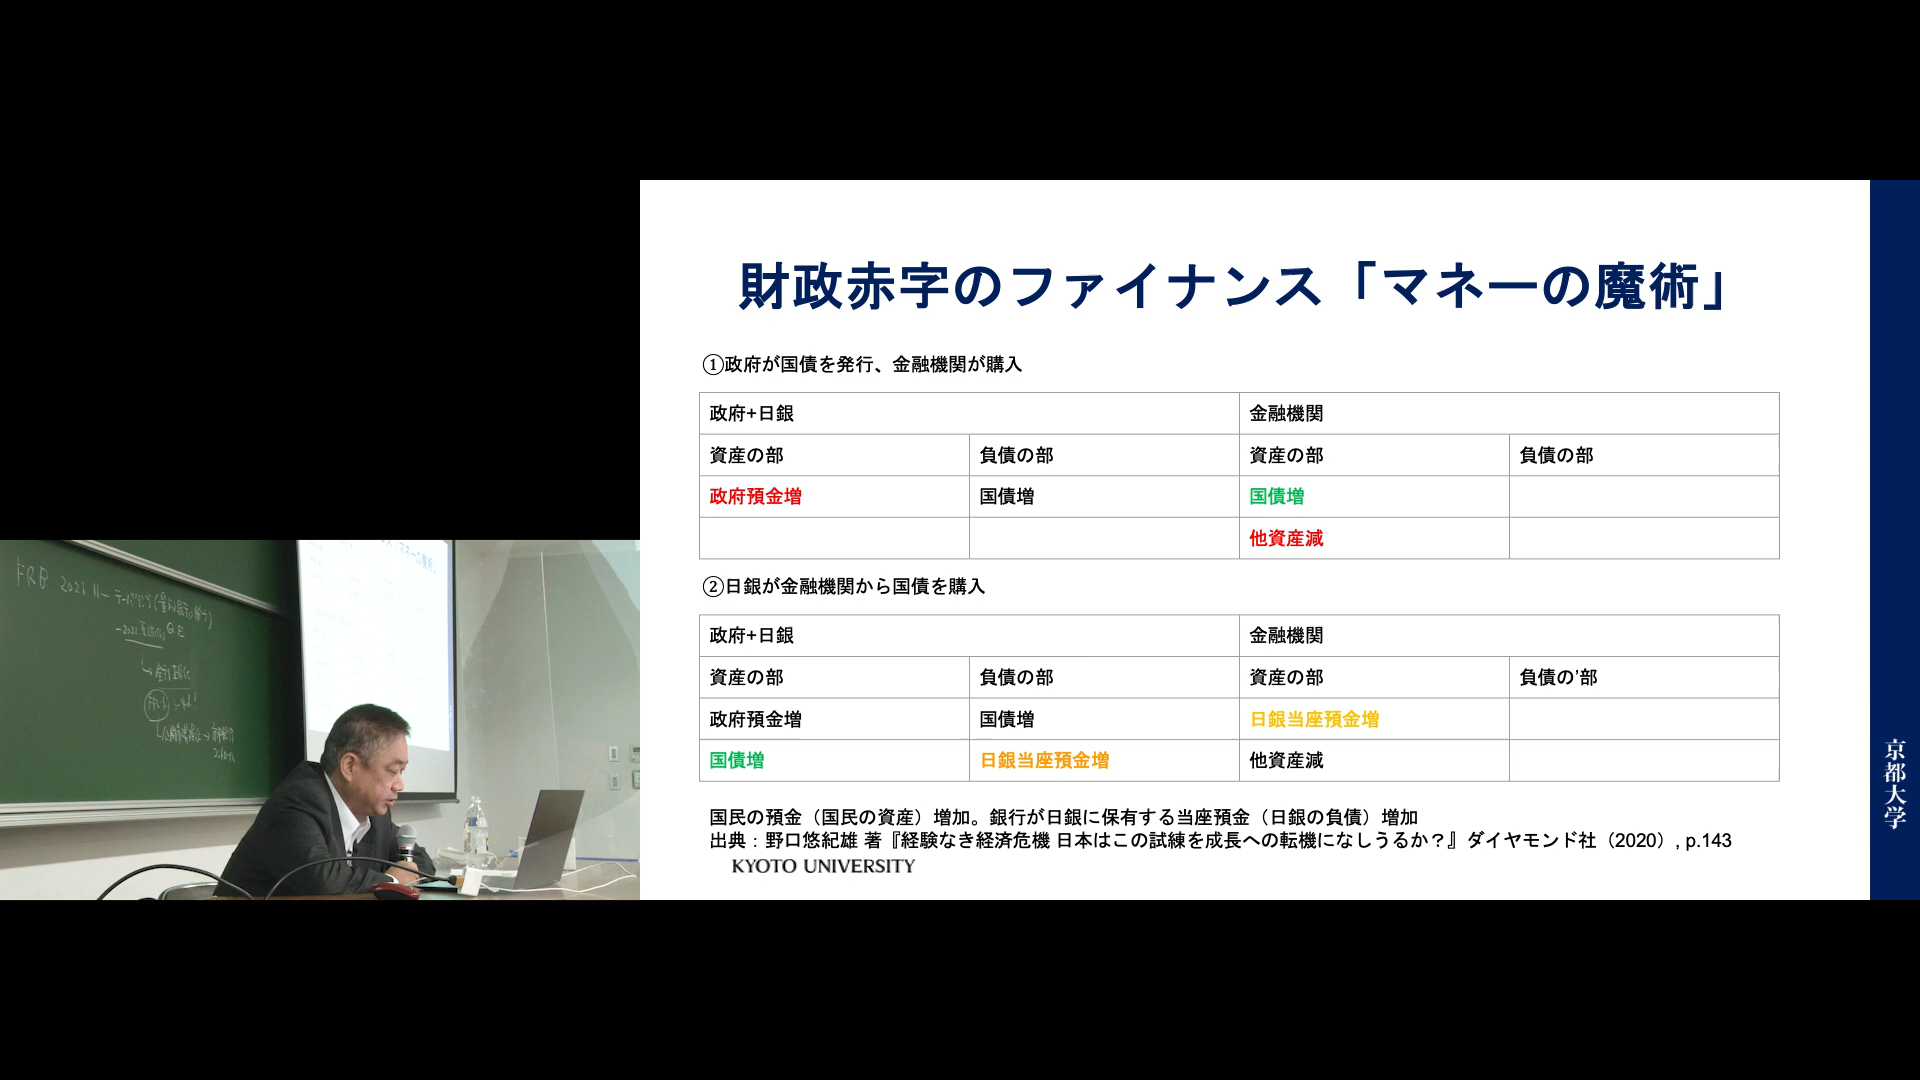 財政赤字のファイナンス「マネーの魔術」
①政府が国債を発行、金融機関が購入
政府+日銀 金融機関
資産の部 負債の部 資産の部 負債の部
政府預金増 国債増 国債増
他資産減
②日銀が金融機関から国債を購入
政府+日銀 金融機関
資産の部 負債の部 資産の部 負債の’部
政府預金増 国債増 日銀当座預金増
国債増 日銀当座預金増 他資産減
国民の預金（国民の資産）増加。銀行が日銀に保有する当座預金（日銀の負債）増加
出典：野口悠紀雄 著『経験なき経済危機 日本はこの試練を成長への転機になしうるか？』ダイヤモンド社（2020）, p.143
KYOTO UNIVERSITY
京都大学
FRB 2021 11ー テーパリング
QE